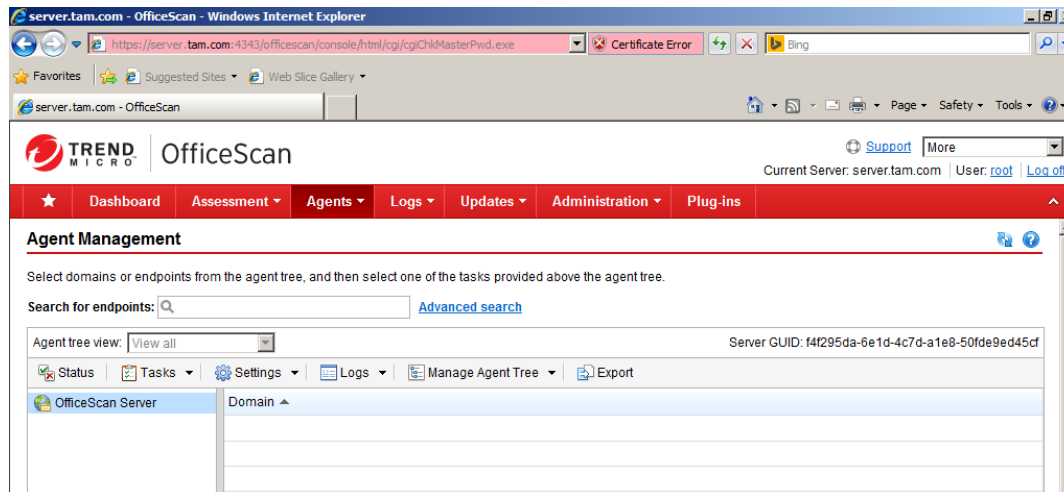 server.tam.com - OfficeScan - Windows Internet Explorer
https://server.tam.com:4343/officescan/console/html/cgi/cgiChkMasterPwd.exe Certificate Error Bing
Favorites Suggested Sites Web Slice Gallery
server.tam.com - OfficeScan Page Safety Tools
TREND MICRO OfficeScan Support More
Current Server: server.tam.com User: root Log off
Dashboard Assessment Agents Logs Updates Administration Plug-ins
Agent Management
Select domains or endpoints from the agent tree, and then select one of the tasks provided above the agent tree.
Search for endpoints: Advanced search
Agent tree view: View all Server GUID: f4f295da-6e1d-4c7d-a1e8-50fde9ed45cf
Status Tasks Settings Logs Manage Agent Tree Export
OfficeScan Server Domain